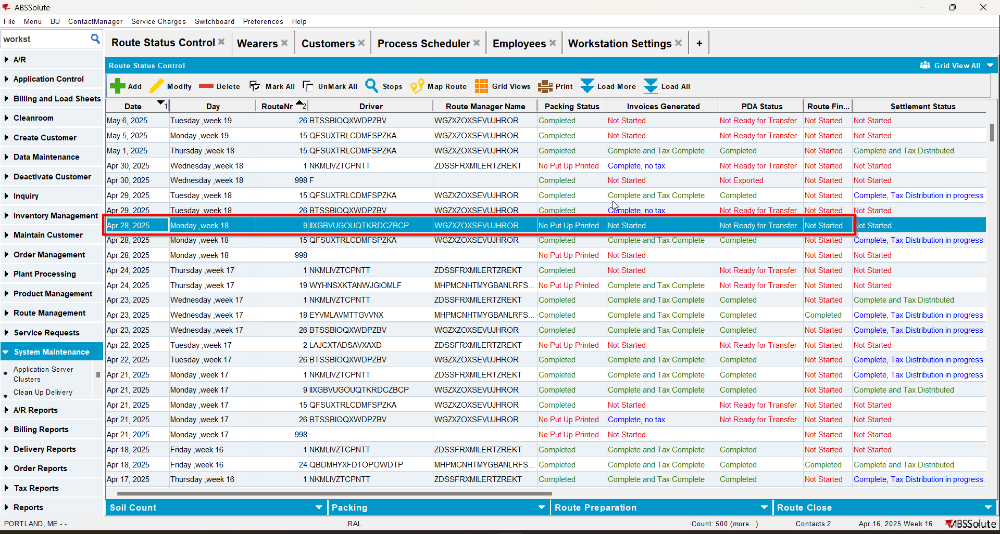 ABSSolute
File Menu BU ContactManager Service Charges Switchboard Preferences Help
workst
Route Status Control Wearers Customers Process Scheduler Employees Workstation Settings +
Route Status Control Grid View All
Add Modify Delete Mark All UnMark All Stops Map Route Grid Views Print Load More Load All
A/R
Application Control
Billing and Load Sheets
Cleanroom
Create Customer
Data Maintenance
Deactivate Customer
Inquiry
Inventory Management
Maintain Customer
Order Management
Plant Processing
Product Management
Route Management
Service Requests
System Maintenance
Application Server
Clusters
Clean Up Delivery
A/R Reports
Billing Reports
Delivery Reports
Order Reports
Tax Reports
Reports
Date 1 Day RouteNr 2 Driver Route Manager Name Packing Status Invoices Generated PDA Status Route Fin... Settlement Status
May 6, 2025 Tuesday ,week 19 26 BTSSBIOQXWDPZBV WGZXZOXSEVUJHROR Completed Not Started Not Ready for Transfer Not Started Not Started
May 5, 2025 Monday ,week 19 15 QFSUXTRLCDMFSPZKA WGZXZOXSEVUJHROR Completed Not Started Not Ready for Transfer Not Started Not Started
May 1, 2025 Thursday ,week 18 15 QFSUXTRLCDMFSPZKA WGZXZOXSEVUJHROR Completed Complete and Tax Complete Completed Not Started Complete and Tax Distributed
Apr 30, 2025 Wednesday ,week 18 1 NKMLIVZTCPNTT ZDSSFRXMILERTZREKT No Put Up Printed Complete, no tax Not Ready for Transfer Not Started Not Started
Apr 30, 2025 Wednesday ,week 18 998 F Completed Not Started Not Exported Not Started Not Started
Apr 29, 2025 Tuesday ,week 18 15 QFSUXTRLCDMFSPZKA WGZXZOXSEVUJHROR Completed Complete and Tax Complete Completed Not Started Complete, Tax Distribution in progress
Apr 29, 2025 Tuesday ,week 18 26 BTSSBIOQXWDPZBV WGZXZOXSEVUJHROR Completed Complete, no tax Not Ready for Transfer Not Started Not Started
Apr 28, 2025 Monday ,week 18 9 IIXGBVUGOUQTKRDCZBCP WGZXZOXSEVUJHROR No Put Up Printed Not Started Not Ready for Transfer Not Started Not Started
Apr 28, 2025 Monday ,week 18 15 QFSUXTRLCDMFSPZKA WGZXZOXSEVUJHROR Completed Complete and Tax Complete Completed Not Started Complete, Tax Distribution in progress
Apr 28, 2025 Monday ,week 18 998 No Put Up Printed Not Started Not Started Not Started
Apr 24, 2025 Thursday ,week 17 1 NKMLIVZTCPNTT ZDSSFRXMILERTZREKT Completed Not Started Not Ready for Transfer Not Started Not Started
Apr 24, 2025 Thursday ,week 17 19 WYHNSXKTANWJGIOMLF MHPMCNHTMYGBANLRFS... No Put Up Printed Complete and Tax Complete Not Ready for Transfer Not Started Not Started
Apr 23, 2025 Wednesday ,week 17 1 NKMLIVZTCPNTT ZDSSFRXMILERTZREKT Completed Complete and Tax Complete Completed Not Started Complete and Tax Distributed
Apr 23, 2025 Wednesday ,week 17 18 EYVMLAVMTTGVVNX MHPMCNHTMYGBANLRFS... Completed Complete and Tax Complete Completed Completed Complete, Tax Distribution in progress
Apr 23, 2025 Wednesday ,week 17 26 BTSSBIOQXWDPZBV WGZXZOXSEVUJHROR Completed Complete and Tax Complete Completed Not Started Complete, Tax Distribution in progress
Apr 22, 2025 Tuesday ,week 17 2 LAJCXTADSAVXAXD ZDSSFRXMILERTZREKT No Put Up Printed Not Started Not Ready for Transfer Not Started Not Started
Apr 22, 2025 Tuesday ,week 17 26 BTSSBIOQXWDPZBV WGZXZOXSEVUJHROR Completed Complete and Tax Complete Completed Not Started Complete, Tax Distribution in progress
Apr 21, 2025 Monday ,week 17 1 NKMLIVZTCPNTT ZDSSFRXMILERTZREKT Completed Complete and Tax Complete Completed Not Started Complete, Tax Distribution in progress
Apr 21, 2025 Monday ,week 17 9 IIXGBVUGOUQTKRDCZBCP WGZXZOXSEVUJHROR Completed Complete and Tax Complete Completed Not Started Complete and Tax Distributed
Apr 21, 2025 Monday ,week 17 15 QFSUXTRLCDMFSPZKA WGZXZOXSEVUJHROR Completed Not Started Not Ready for Transfer Not Started Not Started
Apr 21, 2025 Monday ,week 17 26 BTSSBIOQXWDPZBV WGZXZOXSEVUJHROR No Put Up Printed Complete, no tax Not Ready for Transfer Not Started Not Started
Apr 21, 2025 Monday ,week 17 998 No Put Up Printed Not Started Not Started Not Started
Apr 18, 2025 Friday ,week 16 1 NKMLIVZTCPNTT ZDSSFRXMILERTZREKT Completed Complete and Tax Complete Completed Not Started Not Started
Apr 18, 2025 Friday ,week 16 24 QBDMHYXFDTOPOWDTP MHPMCNHTMYGBANLRFS... Completed Complete and Tax Complete Completed Completed Complete and Tax Distributed
Apr 17, 2025 Thursday ,week 16 1 NKMLIVZTCPNTT ZDSSFRXMILERTZREKT Completed Complete and Tax Complete Completed Not Started Complete, Tax Distribution in progress
Soil Count Packing Route Preparation Route Close
PORTLAND, ME - - RAL Count: 500 (more...) Contacts 2 Apr 16, 2025 Week 16 ABSSolute